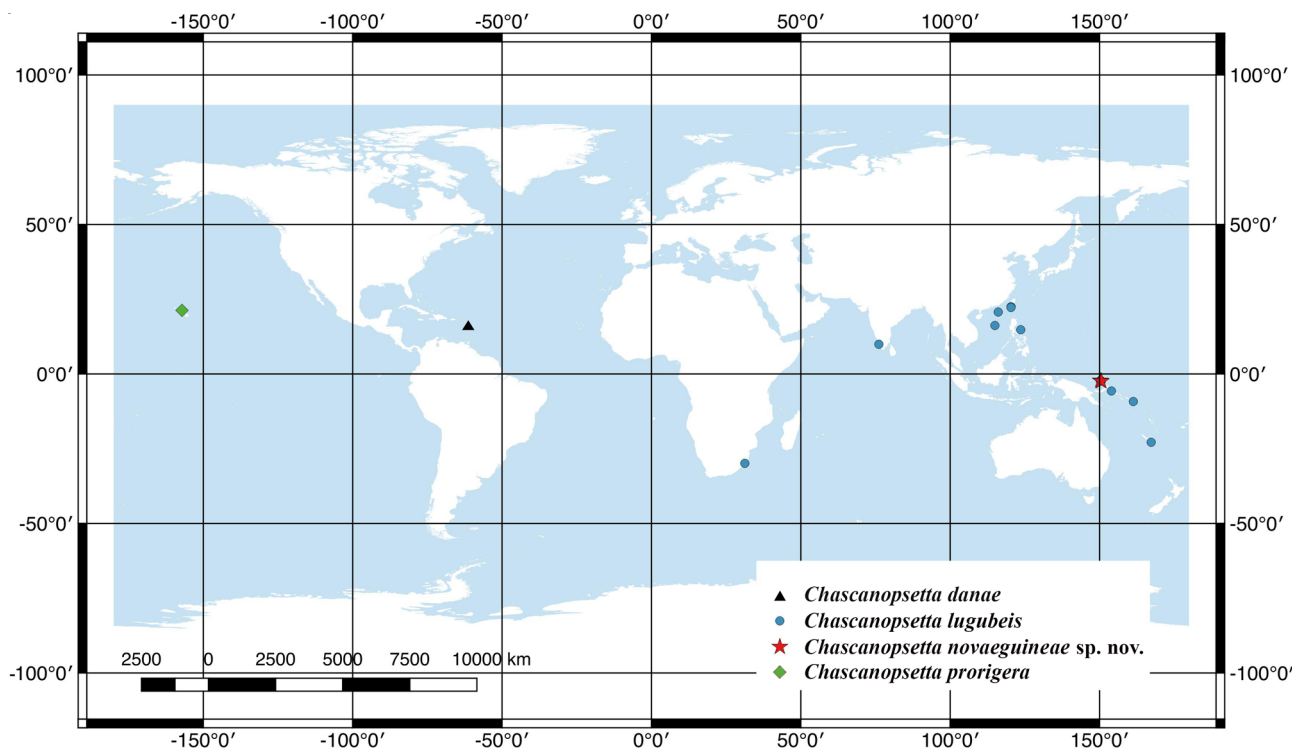 -150°0′ -100°0′ -50°0′ 0°0′ 50°0′ 100°0′ 150°0′
100°0′ 100°0′
50°0′ 50°0′
0°0′ 0°0′
-50°0′ -50°0′
Chascanopsetta danae
Chascanopsetta lugubeis
Chascanopsetta novaeguineae sp. nov.
2500 0 2500 5000 7500 10000 km
Chascanopsetta prorigera
-100°0′ -100°0′
-150°0′ -100°0′ -50°0′ 0°0′ 50°0′ 100°0′ 150°0′